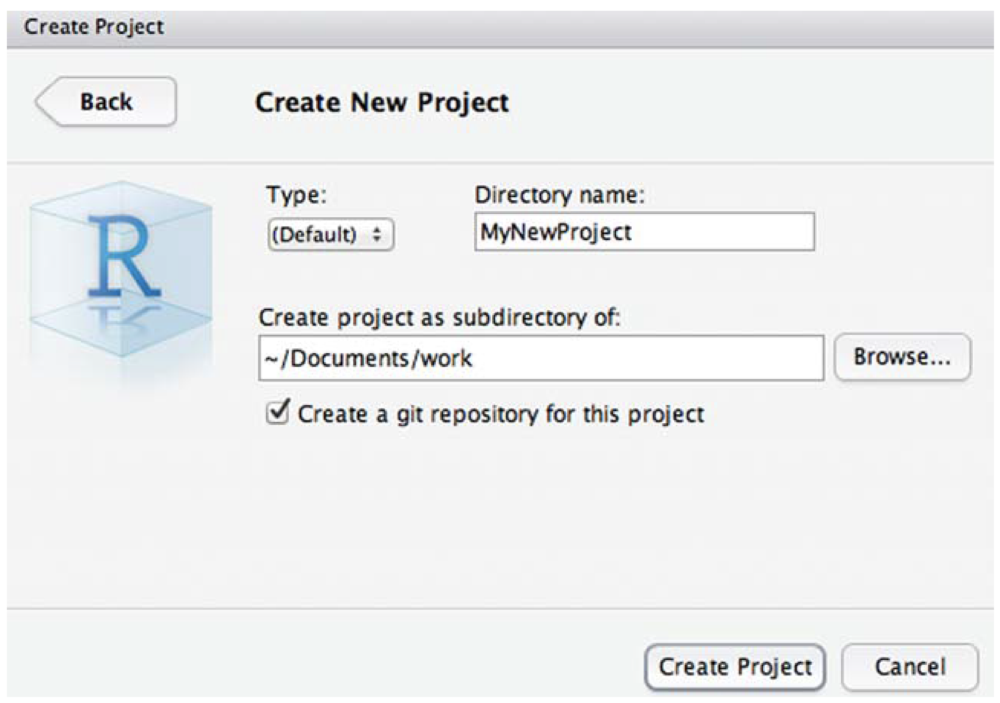 Create Project
Back
Create New Project
R
Type:
Directory name:
(Default)
MyNewProject
Create project as subdirectory of:
~/Documents/work
Browse...
Create a git repository for this project
Create Project
Cancel